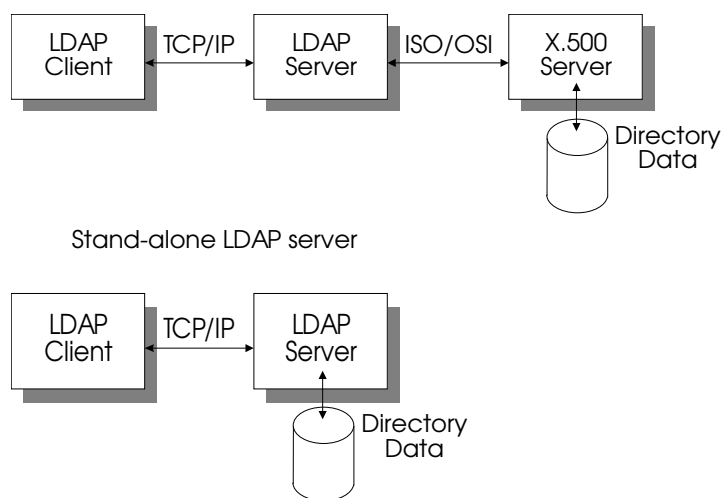 LDAP
Client
TCP/IP
LDAP
Server
ISO/OSI
X.500
Server
Directory
Data
Stand-alone LDAP server
LDAP
Client
TCP/IP
LDAP
Server
Directory
Data